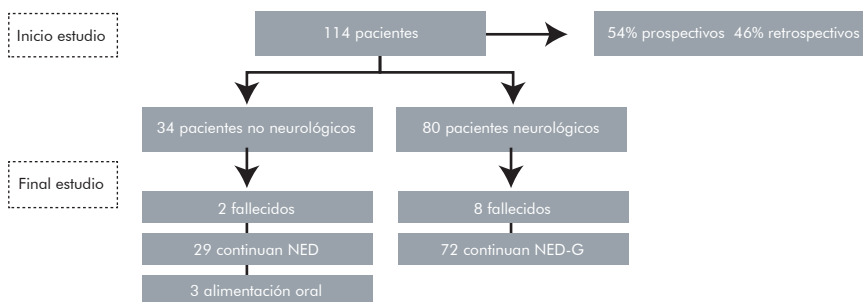 Inicio estudio
114 pacientes
54% prospectivos 46% retrospectivos
34 pacientes no neurológicos
80 pacientes neurológicos
Final estudio
2 fallecidos
8 fallecidos
29 continuan NED
72 continuan NED-G
3 alimentación oral